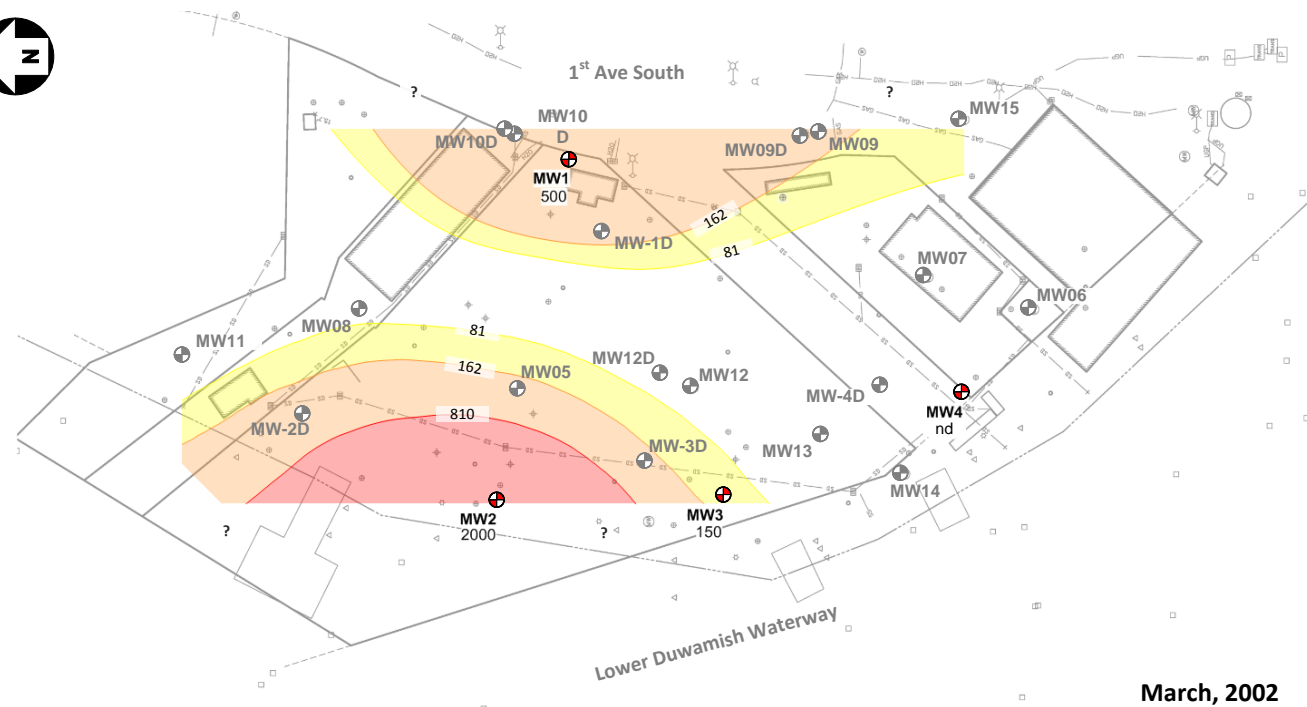 N
1st Ave South
?
?
MW10
D
MW10D
MW09D
MW09
MW15
MW1
500
162
81
MW-1D
MW07
MW06
MW08
MW11
81
162
810
MW05
MW12D
MW12
MW-4D
MW4
nd
MW-2D
MW-3D
MW13
MW14
MW2
2000
MW3
150
?
?
Lower Duwamish Waterway
March, 2002